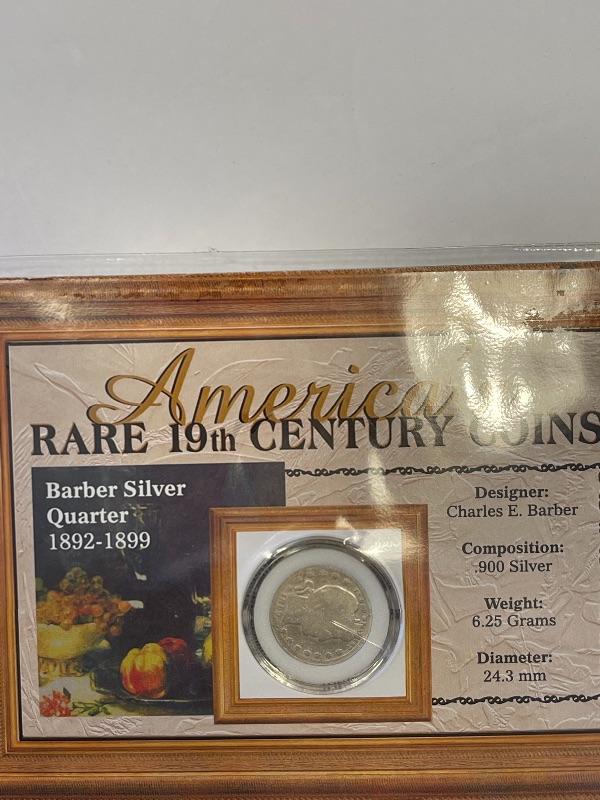 America
RARE 19th CENTURY COINS
Barber Silver
Quarter
1892-1899
Designer:
Charles E. Barber
Composition:
.900 Silver
Weight:
6.25 Grams
Diameter:
24.3 mm